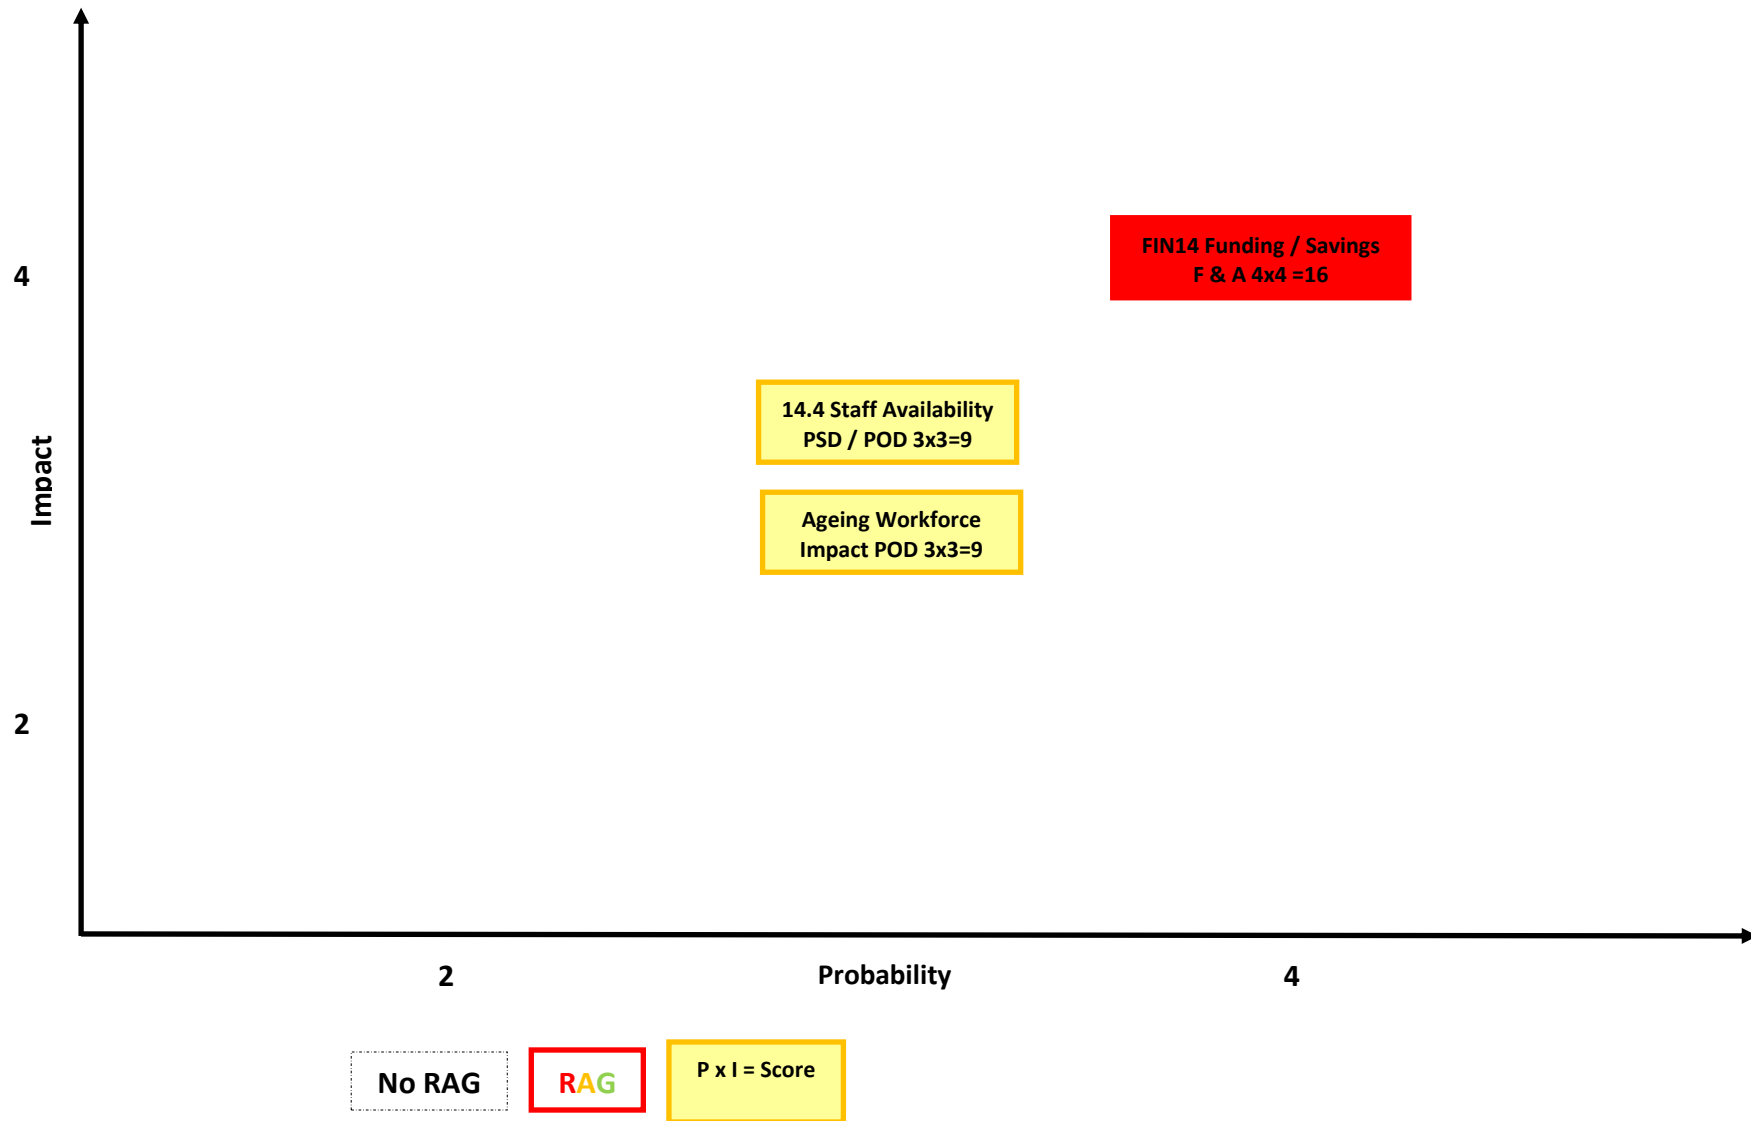 FIN14 Funding / Savings
F & A 4x4 =16
4
14.4 Staff Availability
PSD / POD 3x3=9
Impact
Ageing Workforce
Impact POD 3x3=9
2
2
Probability
4
No RAG
RAG
P x I = Score